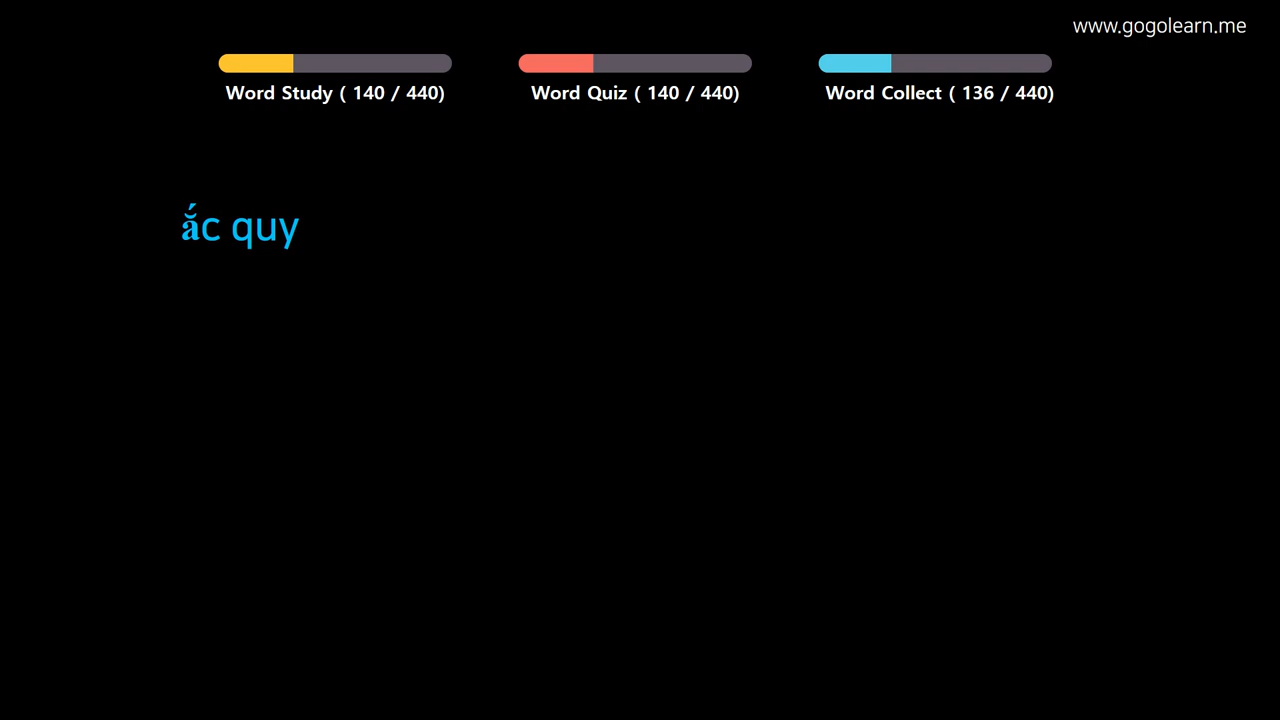 www.gogolearn.me
Word Study ( 140 / 440)
Word Quiz ( 140 / 440)
Word Collect ( 136 / 440)
ắc quy